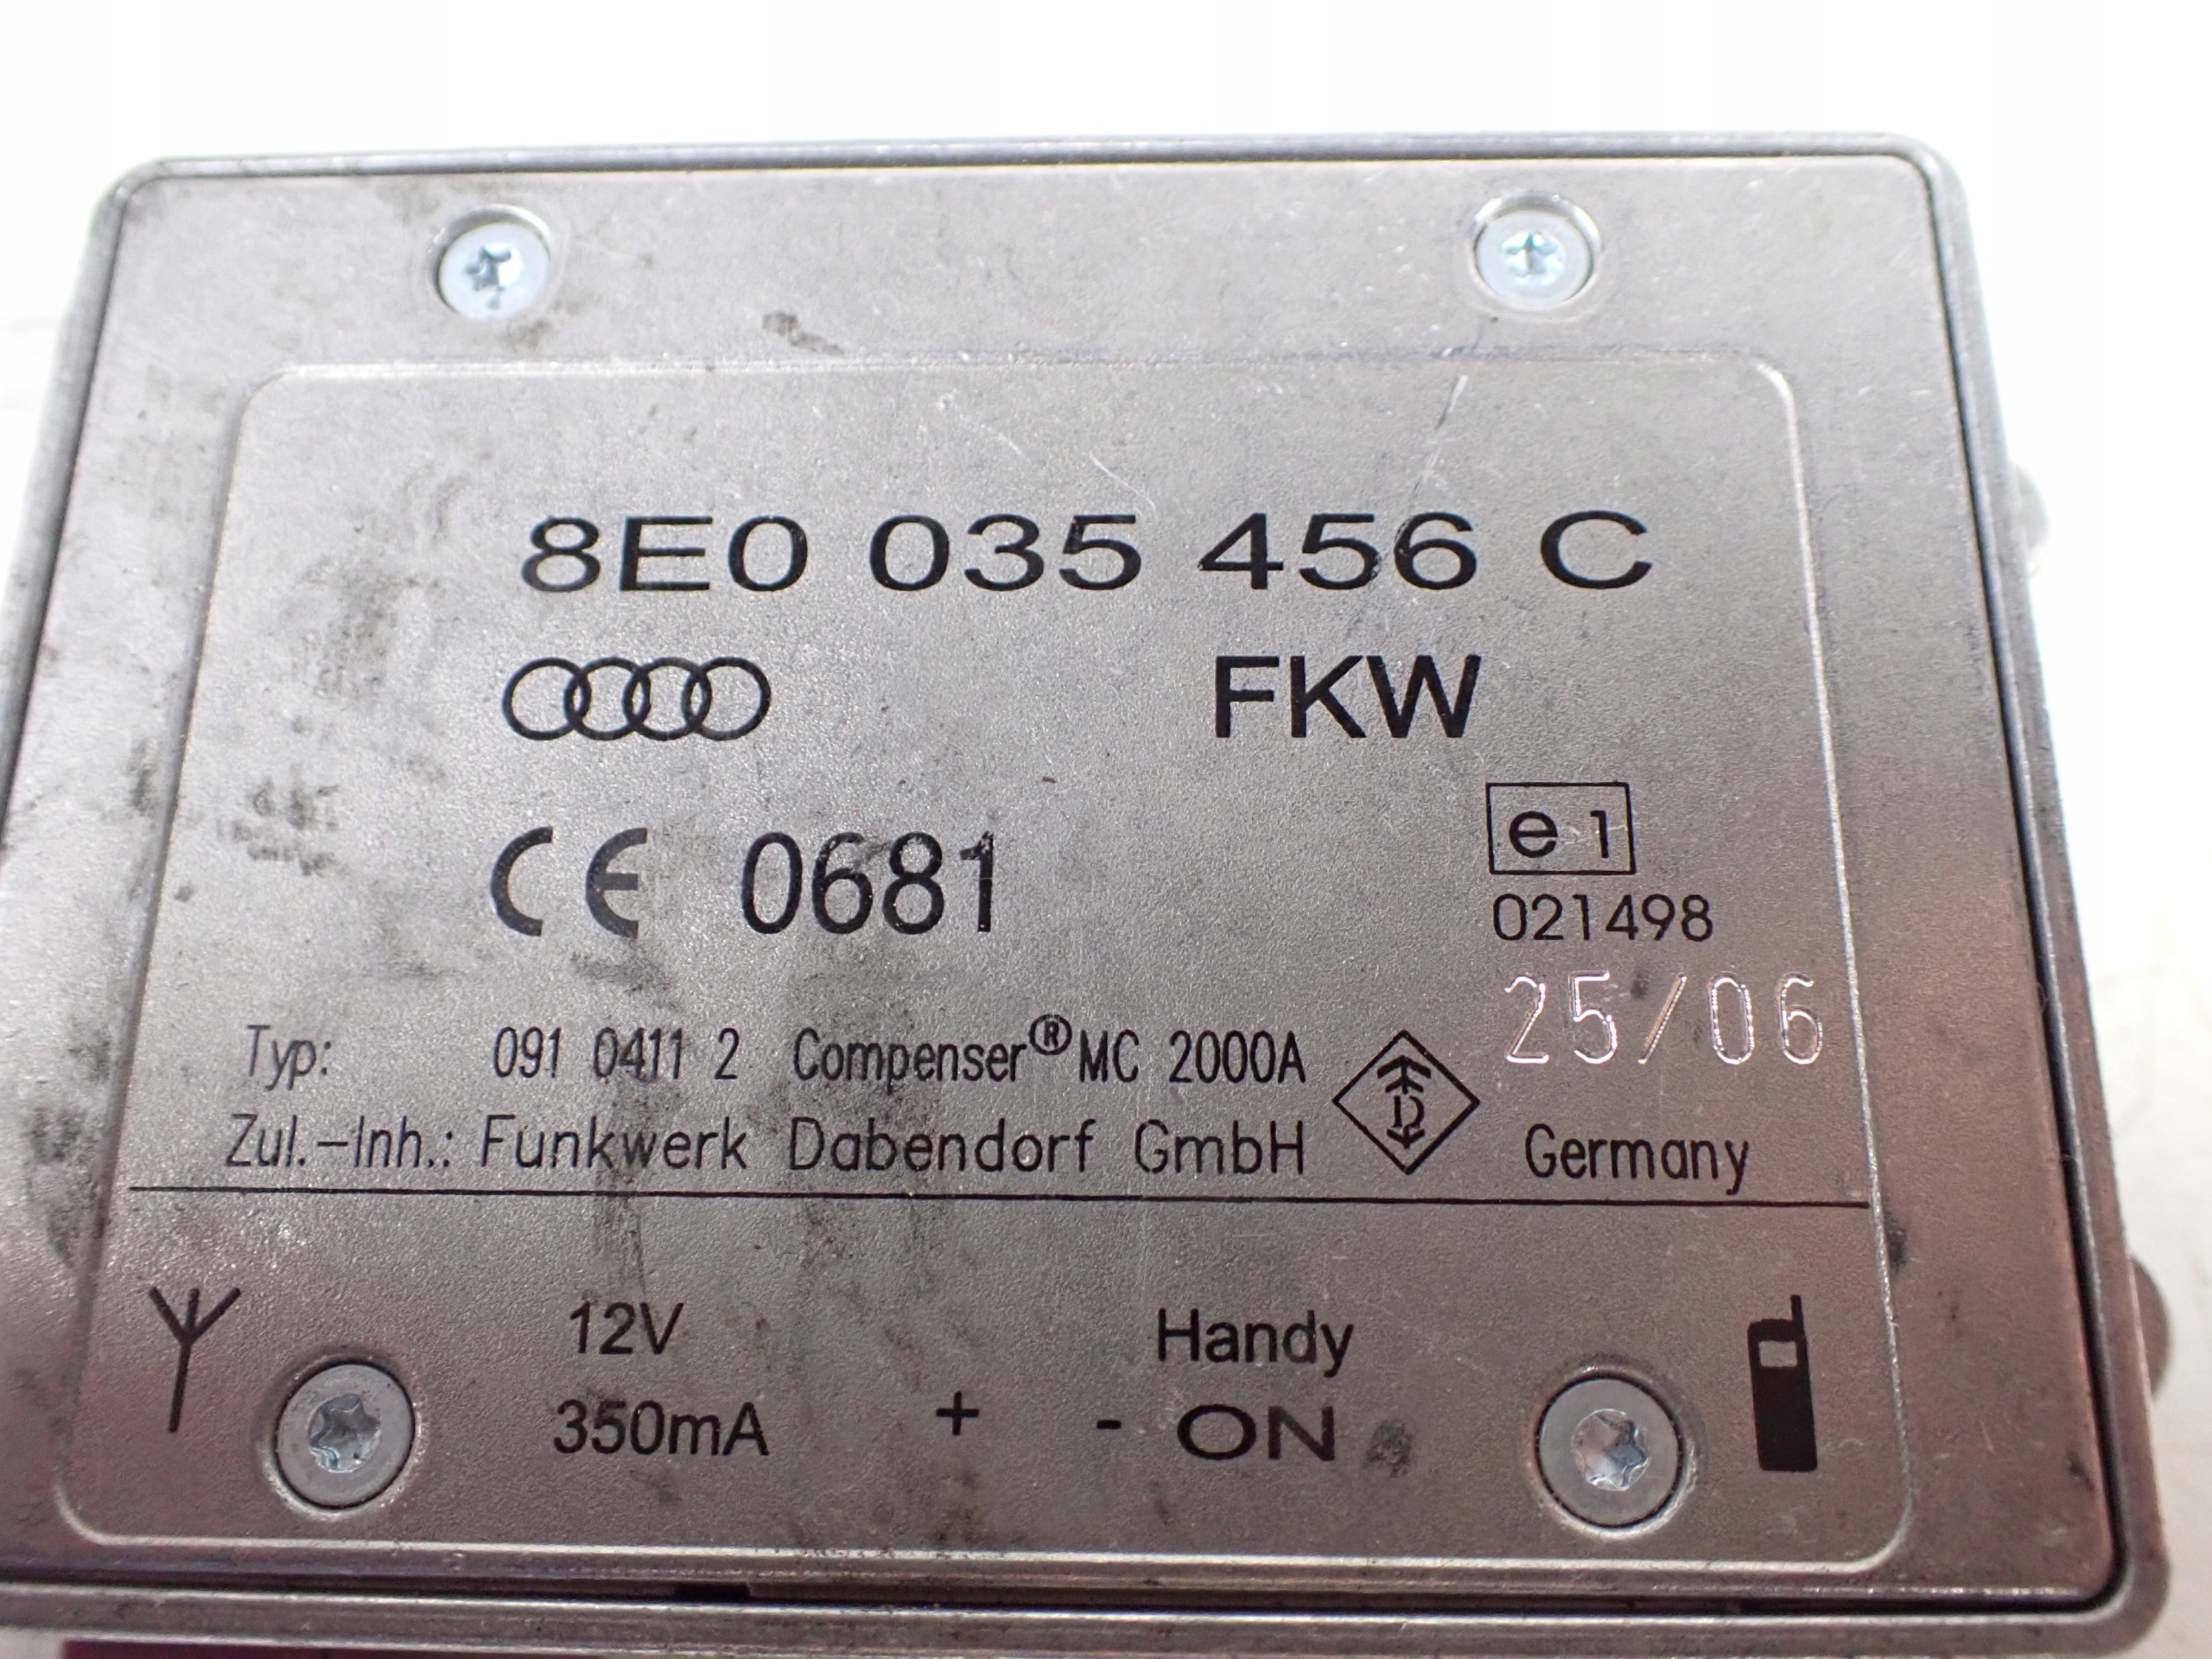 8E0 035 456 C
FKW
CE 0681
e1
021498
25/06
Typ: 091 0411 2 Compenser® MC 2000A
Zul.-Inh.: Funkwerk Dabendorf GmbH
Germany
12V
Handy
350mA + - ON